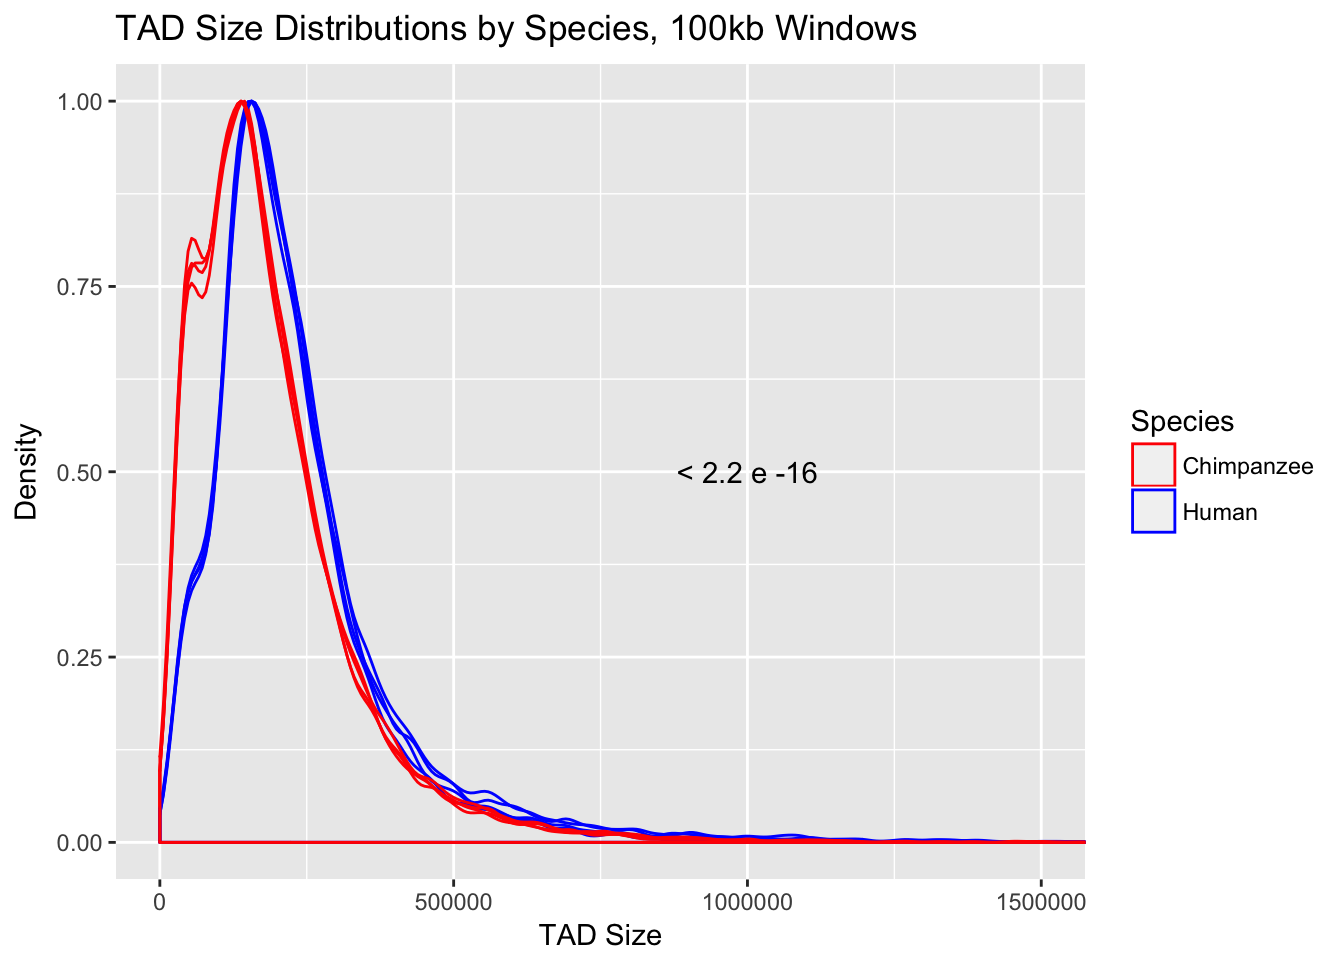 TAD Size Distributions by Species, 100kb Windows
1.00
0.75
0.50
0.25
0.00
Density
< 2.2 e -16
0
500000
1000000
1500000
TAD Size
Species
Chimpanzee
Human